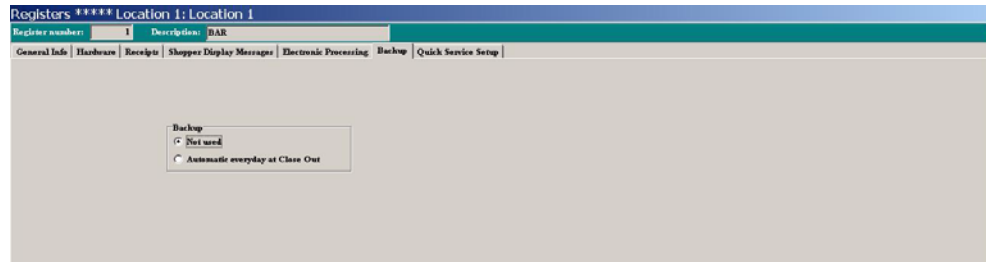 Registers ***** Location 1: Location 1
Register number: 1 Description: BAR
General Info Hardware Receipts Shopper Display Messages Electronic Processing Backup Quick Service Setup
Backup
Not used
Automatic everyday at Close Out